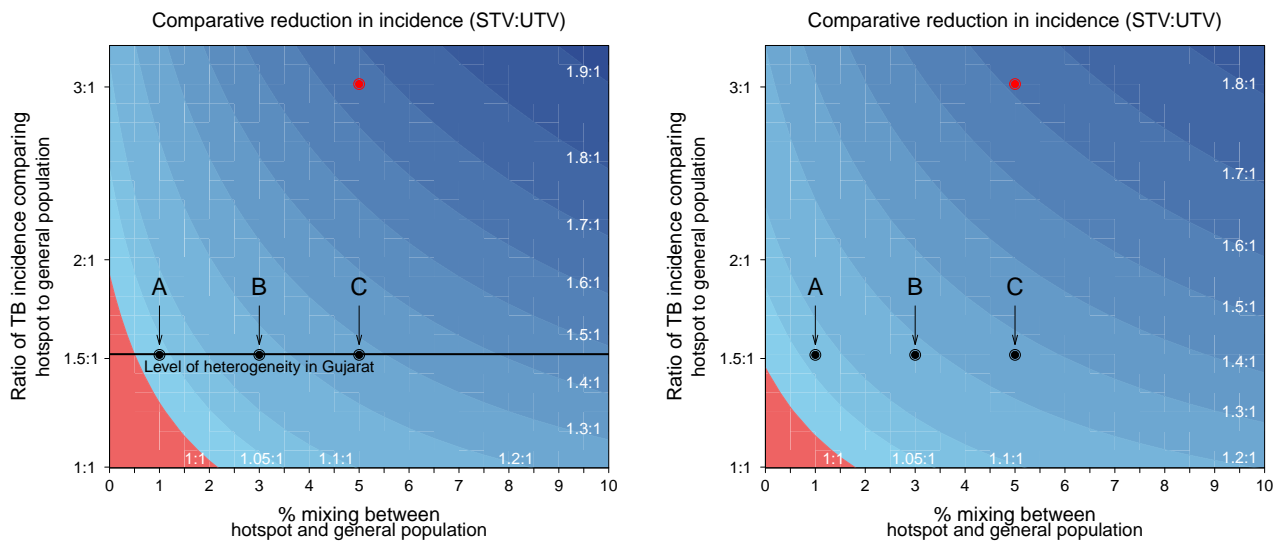 Comparative reduction in incidence (STV:UTV)
Ratio of TB incidence comparing
hotspot to general population
3:1
2:1
1.5:1
1:1
1.9:1
1.8:1
1.7:1
1.6:1
1.5:1
1.4:1
1.3:1
A B C
Level of heterogeneity in Gujarat
1:1 1.05:1 1.1:1 1.2:1
0 1 2 3 4 5 6 7 8 9 10
% mixing between
hotspot and general population
Comparative reduction in incidence (STV:UTV)
Ratio of TB incidence comparing
hotspot to general population
3:1
2:1
1.5:1
1:1
1.8:1
1.7:1
1.6:1
1.5:1
1.4:1
1.3:1
A B C
1:1 1.05:1 1.1:1 1.2:1
0 1 2 3 4 5 6 7 8 9 10
% mixing between
hotspot and general population